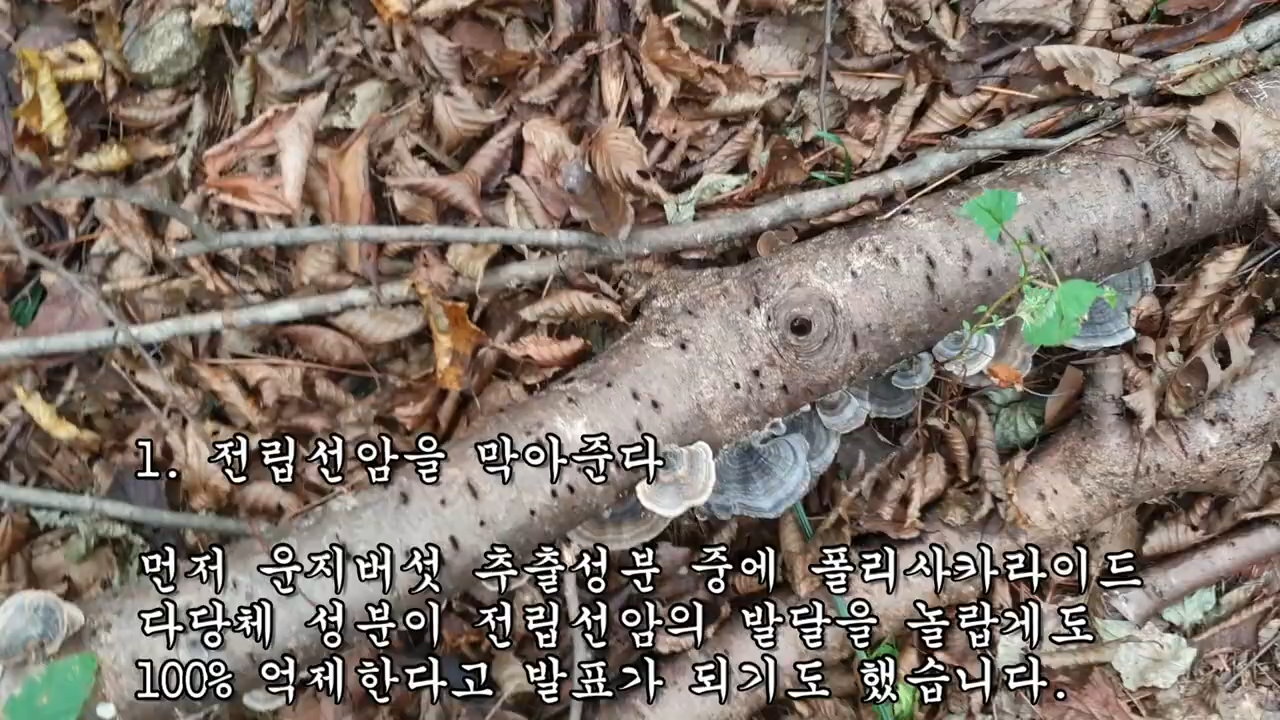 1. 전립선암을 막아준다
먼저 운지버섯 추출성분 중에 폴리사카라이드
다당체 성분이 전립선암의 발달을 놀랍게도
100% 억제한다고 발표가 되기도 했습니다.